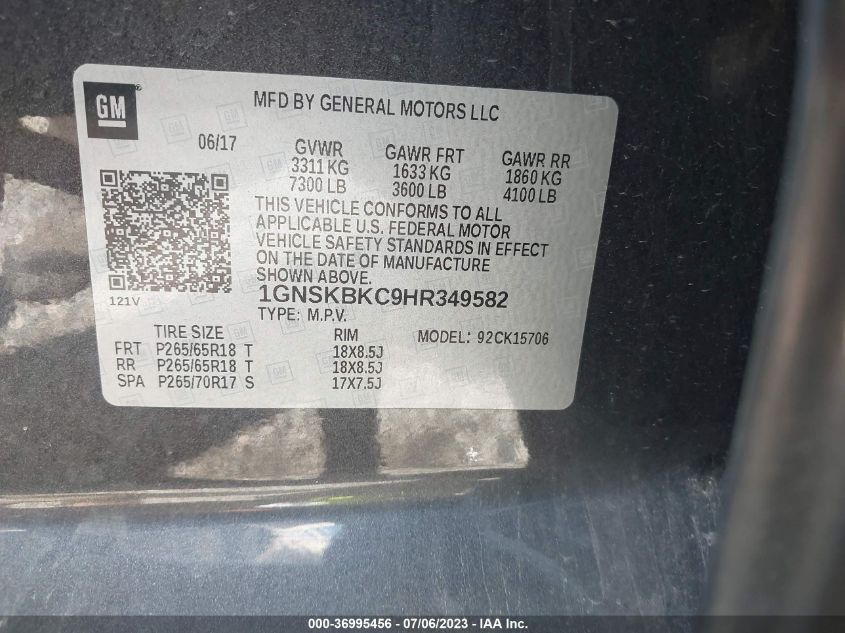 GM
MFD BY GENERAL MOTORS LLC
06/17
GVWR
3311 KG
7300 LB
GAWR FRT
1633 KG
3600 LB
GAWR RR
1860 KG
4100 LB
THIS VEHICLE CONFORMS TO ALL
APPLICABLE U.S. FEDERAL MOTOR
VEHICLE SAFETY STANDARDS IN EFFECT
ON THE DATE OF MANUFACTURE
SHOWN ABOVE.
121V
1GNSKBKC9HR349582
TYPE: M.P.V.
MODEL: 92CK15706
TIRE SIZE RIM
FRT P265/65R18 T 18X8.5J
RR P265/65R18 T 18X8.5J
SPA P265/70R17 S 17X7.5J
000-36995456 - 07/06/2023 - IAA Inc.